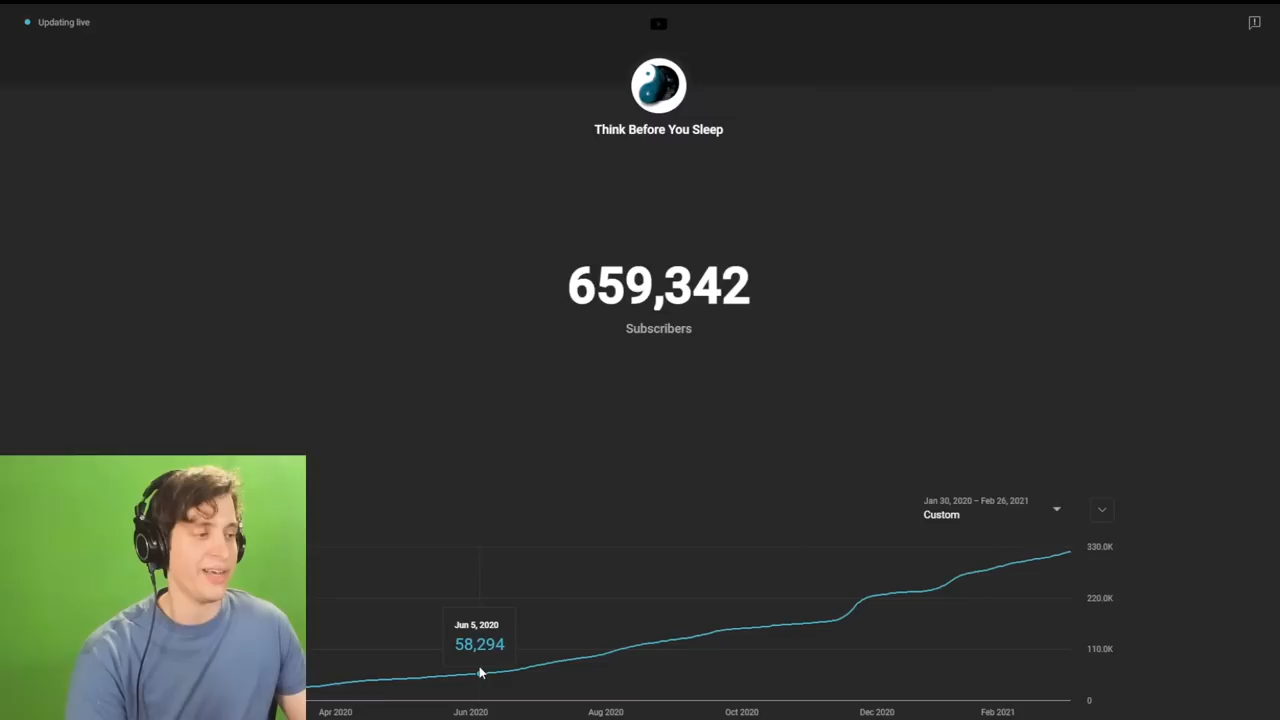 Updating live
Think Before You Sleep
659,342
Subscribers
Jan 30, 2020 – Feb 26, 2021
Custom
330.0K
220.0K
110.0K
0
Jun 5, 2020
58,294
Apr 2020
Jun 2020
Aug 2020
Oct 2020
Dec 2020
Feb 2021